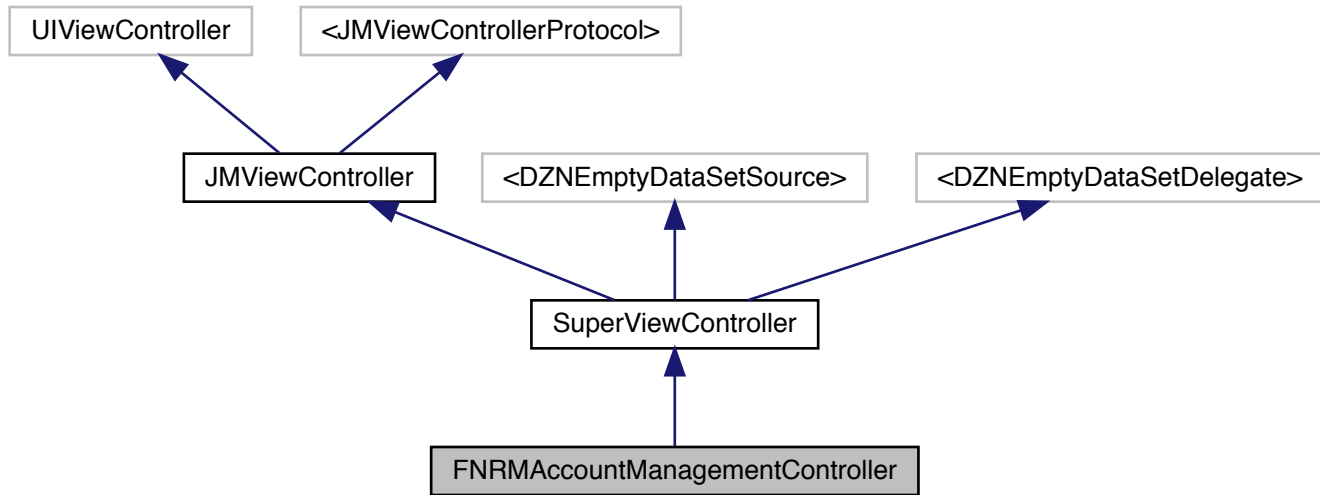 UIViewController
<JMViewControllerProtocol>
JMViewController
<DZNEmptyDataSetSource>
<DZNEmptyDataSetDelegate>
SuperViewController
FNRMAccountManagementController